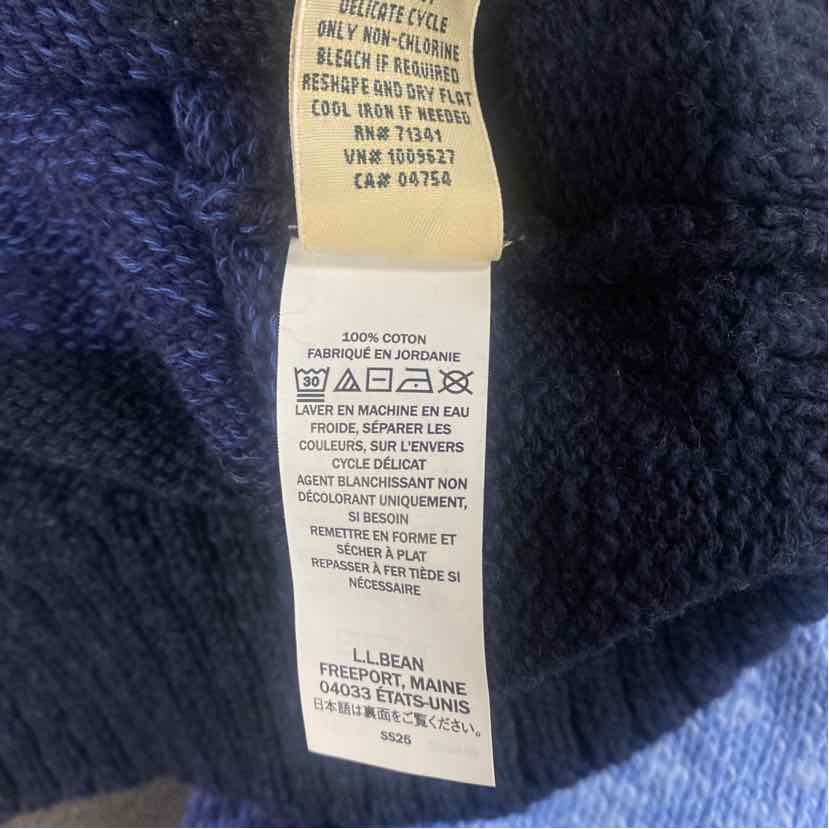 DELICATE CYCLE
ONLY NON-CHLORINE
BLEACH IF REQUIRED
RESHAPE AND DRY FLAT
COOL IRON IF NEEDED
RN# 71341
VN# 1009627
CA# 04754
100% COTON
FABRIQUÉ EN JORDANIE
30
LAVER EN MACHINE EN EAU
FROIDE, SÉPARER LES
COULEURS, SUR L'ENVERS
CYCLE DÉLICAT
AGENT BLANCHISSANT NON
DÉCOLORANT UNIQUEMENT,
SI BESOIN
REMETTRE EN FORME ET
SÉCHER À PLAT
REPASSER À FER TIÈDE SI
NÉCESSAIRE
L.L.BEAN
FREEPORT, MAINE
04033 ÉTATS-UNIS
日本語は裏面をご覧ください。
SS25